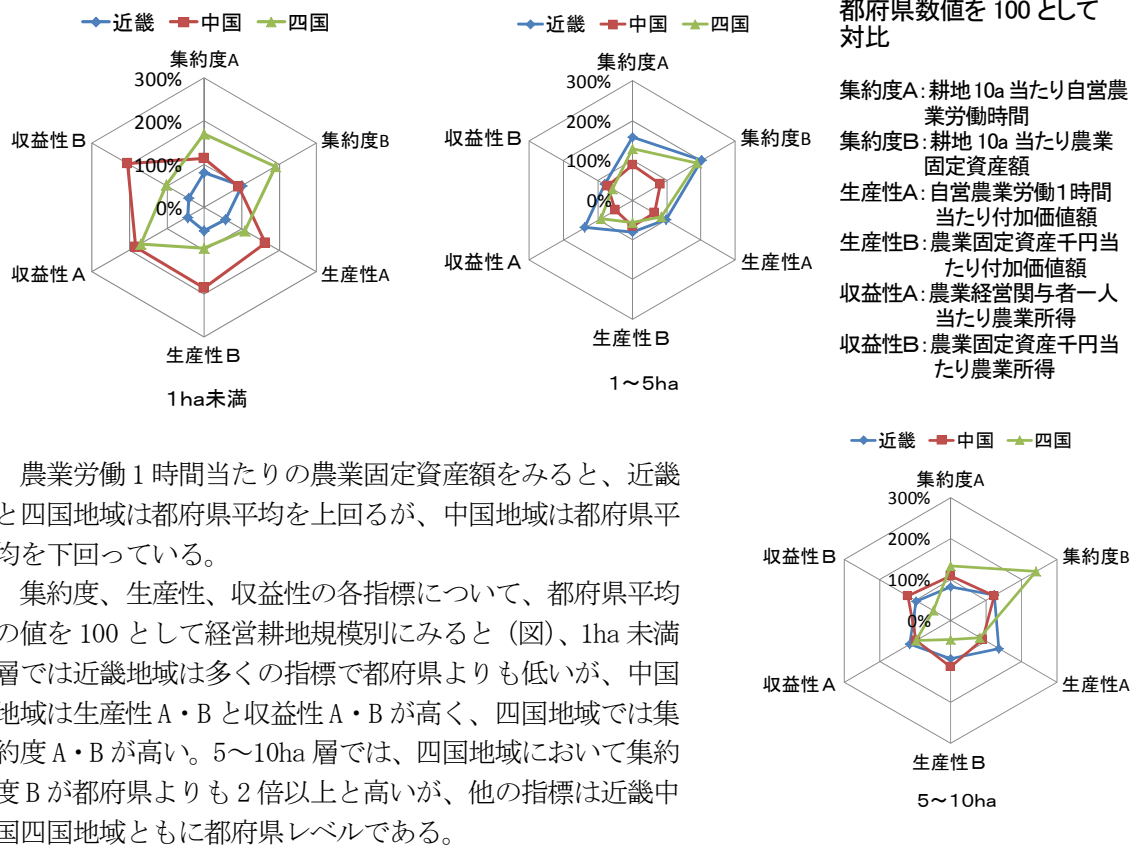 近畿 中国 四国
集約度A
300%
200%
100%
0%
収益性B
集約度B
収益性A
生産性A
生産性B
1ha未満
近畿 中国 四国
集約度A
300%
200%
100%
0%
収益性B
集約度B
収益性A
生産性A
生産性B
1～5ha
都府県数値を100として
対比
集約度A：耕地10a当たり自営農
業労働時間
集約度B：耕地10a当たり農業
固定資産額
生産性A：自営農業労働1時間
当たり付加価値額
生産性B：農業固定資産千円当
たり付加価値額
収益性A：農業経営関与者一人
当たり農業所得
収益性B：農業固定資産千円当
たり農業所得
農業労働１時間当たりの農業固定資産額をみると、近畿
と四国地域は都府県平均を上回るが、中国地域は都府県平
均を下回っている。
集約度、生産性、収益性の各指標について、都府県平均
の値を100として経営耕地規模別にみると（図）、1ha未満
層では近畿地域は多くの指標で都府県よりも低いが、中国
地域は生産性A・Bと収益性A・Bが高く、四国地域では集
約度A・Bが高い。5～10ha層では、四国地域において集約
度Bが都府県よりも２倍以上と高いが、他の指標は近畿中
国四国地域ともに都府県レベルである。
近畿 中国 四国
集約度A
300%
200%
100%
0%
収益性B
集約度B
収益性A
生産性A
生産性B
5～10ha